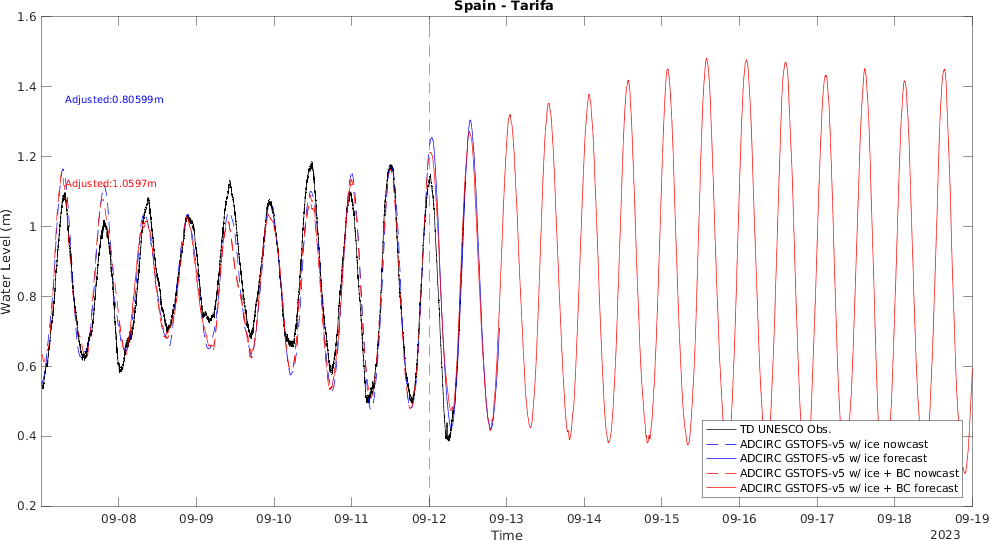 Spain - Tarifa
1.6
1.4
1.2
1
0.8
0.6
0.4
0.2
Water Level (m)
Adjusted:0.80599m
Adjusted:1.0597m
TD UNESCO Obs.
ADCIRC GSTOFS-v5 w/ ice nowcast
ADCIRC GSTOFS-v5 w/ ice forecast
ADCIRC GSTOFS-v5 w/ ice + BC nowcast
ADCIRC GSTOFS-v5 w/ ice + BC forecast
09-08 09-09 09-10 09-11 09-12 09-13 09-14 09-15 09-16 09-17 09-18 09-19
Time
2023